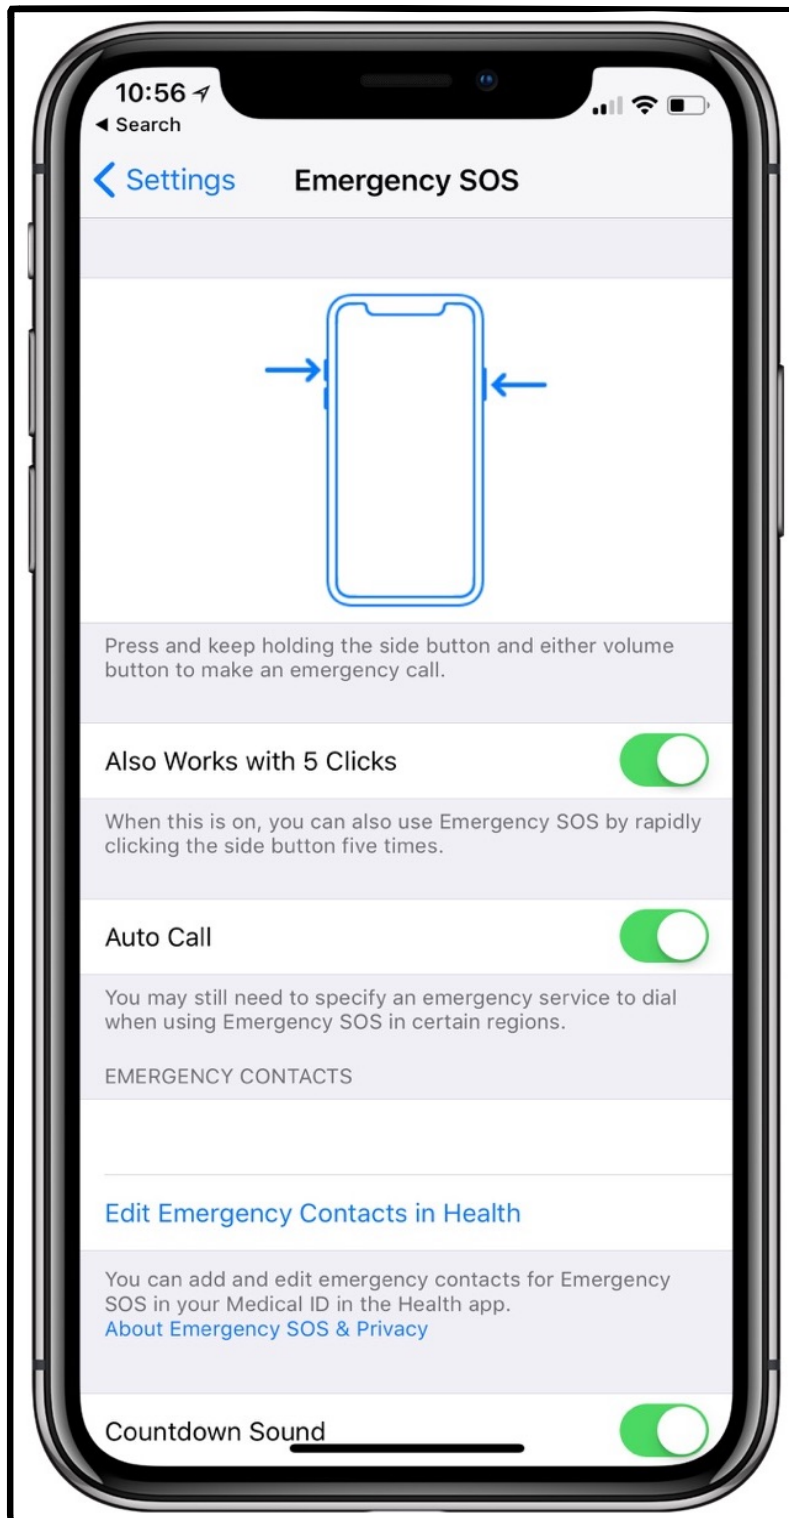 10:56
◀ Search
Settings
Emergency SOS
Press and keep holding the side button and either volume
button to make an emergency call.
Also Works with 5 Clicks
When this is on, you can also use Emergency SOS by rapidly
clicking the side button five times.
Auto Call
You may still need to specify an emergency service to dial
when using Emergency SOS in certain regions.
EMERGENCY CONTACTS
Edit Emergency Contacts in Health
You can add and edit emergency contacts for Emergency
SOS in your Medical ID in the Health app.
About Emergency SOS & Privacy
Countdown Sound